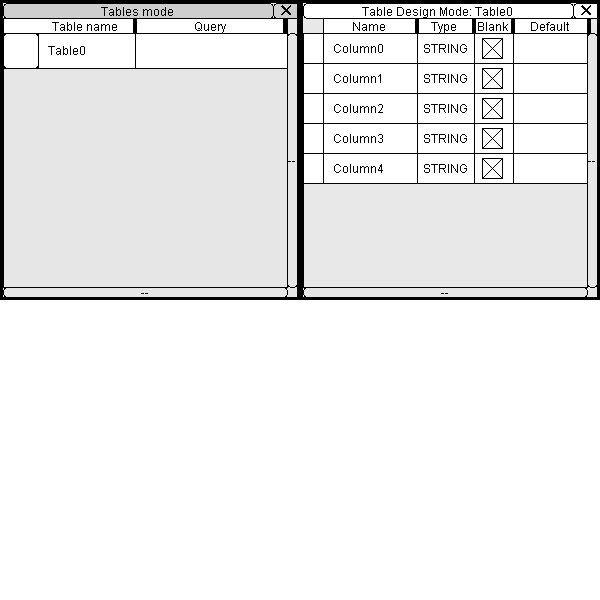 Tables mode
Table name Query
Table0
--
--
Table Design Mode: Table0
Name Type Blank Default
Column0 STRING
Column1 STRING
Column2 STRING
Column3 STRING
Column4 STRING
--
--